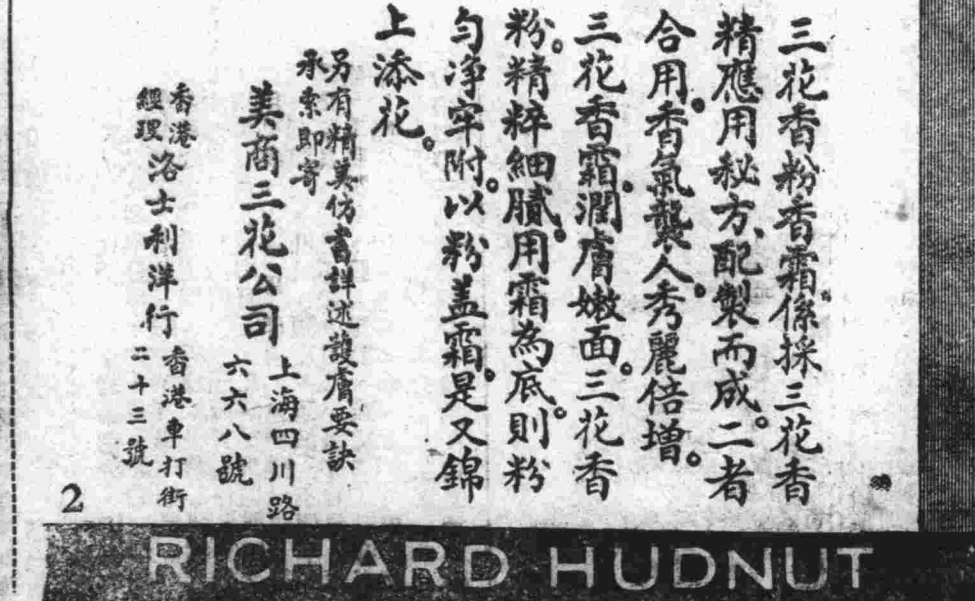 三花香粉香霜。係採三花香
精應用秘方、配製而成。二者
合用。香氣襲人。秀麗倍增。
三花香霜。潤膚嫩面。三花香
粉。精粹細膩。用霜為底。則粉
勻净牢附。以粉盖霜。是又錦
上添花。
另有精美仿書詳述護膚要訣
承索即寄
美商三花公司
上海四川路
六六八號
香港
經理
洛士利洋行
香港車打街
二十三號
2
RICHARD HUDNUT